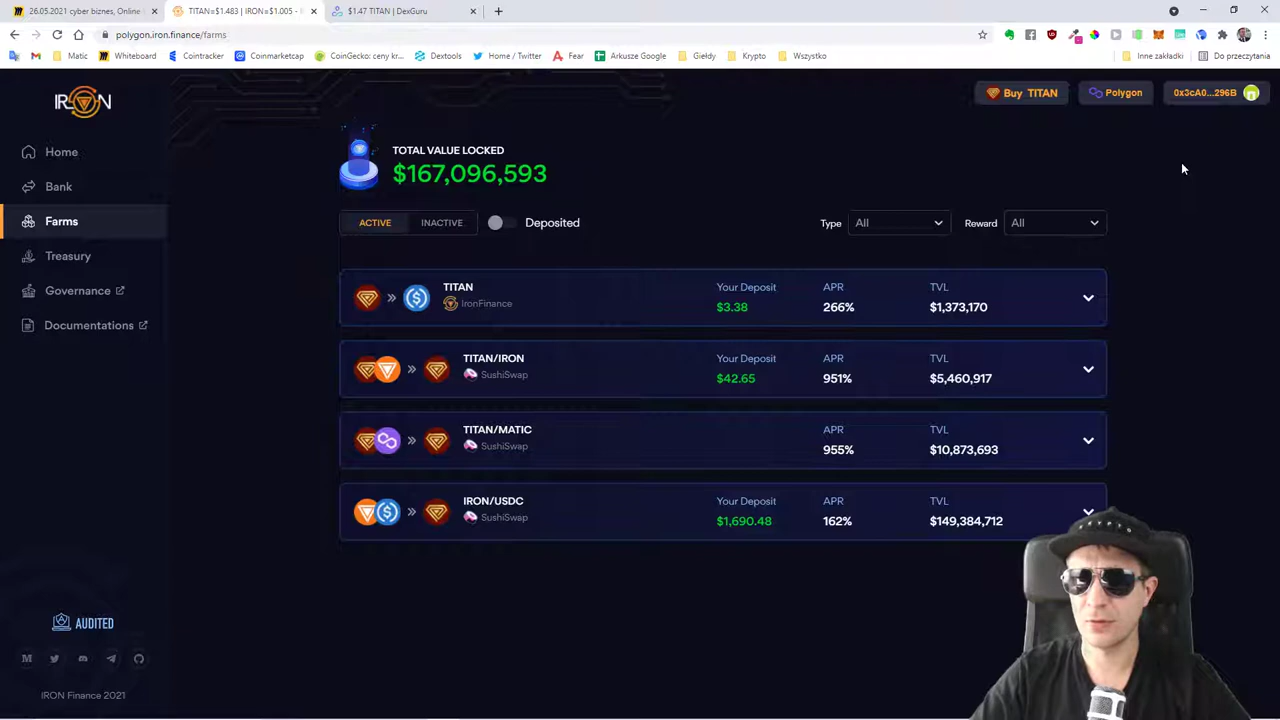 26.05.2021 cyber biznes, Online
TITAN=$1.483 | IRON=$1.005 -
$1.47 TITAN | DexGuru
polygon.iron.finance/farms
Matic
Whiteboard
Cointracker
Coinmarketcap
CoinGecko: ceny kr...
Dextools
Home / Twitter
Fear
Arkusze Google
Giełdy
Krypto
Wszystko
Inne zakładki
Do przeczytania
IRON
Buy TITAN
Polygon
0x3cA0...296B
Home
Bank
Farms
Treasury
Governance
Documentations
TOTAL VALUE LOCKED
$167,096,593
ACTIVE
INACTIVE
Deposited
Type
All
Reward
All
TITAN
IronFinance
Your Deposit
$3.38
APR
266%
TVL
$1,373,170
TITAN/IRON
SushiSwap
Your Deposit
$42.65
APR
951%
TVL
$5,460,917
TITAN/MATIC
SushiSwap
APR
955%
TVL
$10,873,693
IRON/USDC
SushiSwap
Your Deposit
$1,690.48
APR
162%
TVL
$149,384,712
AUDITED
IRON Finance 2021